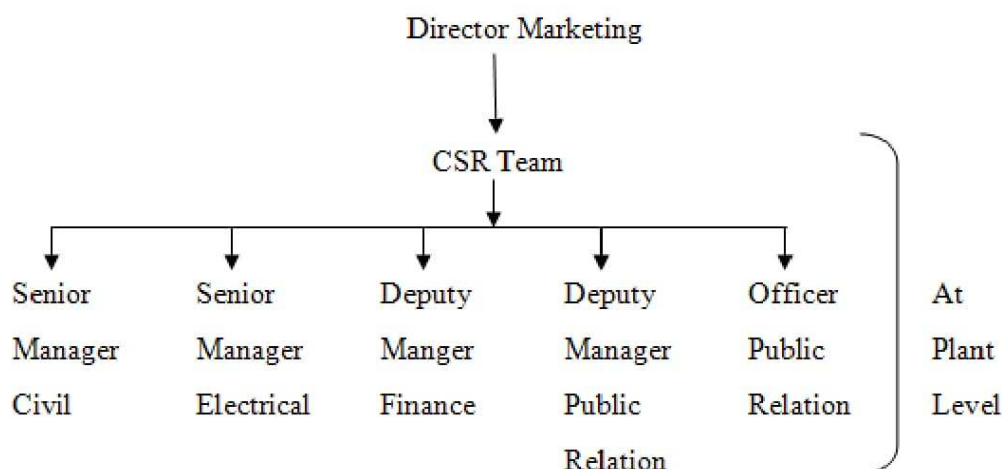 Director Marketing
CSR Team
Senior Senior Deputy Deputy Officer At
Manager Manager Manger Manager Public Plant
Civil Electrical Finance Public Relation Level
Relation